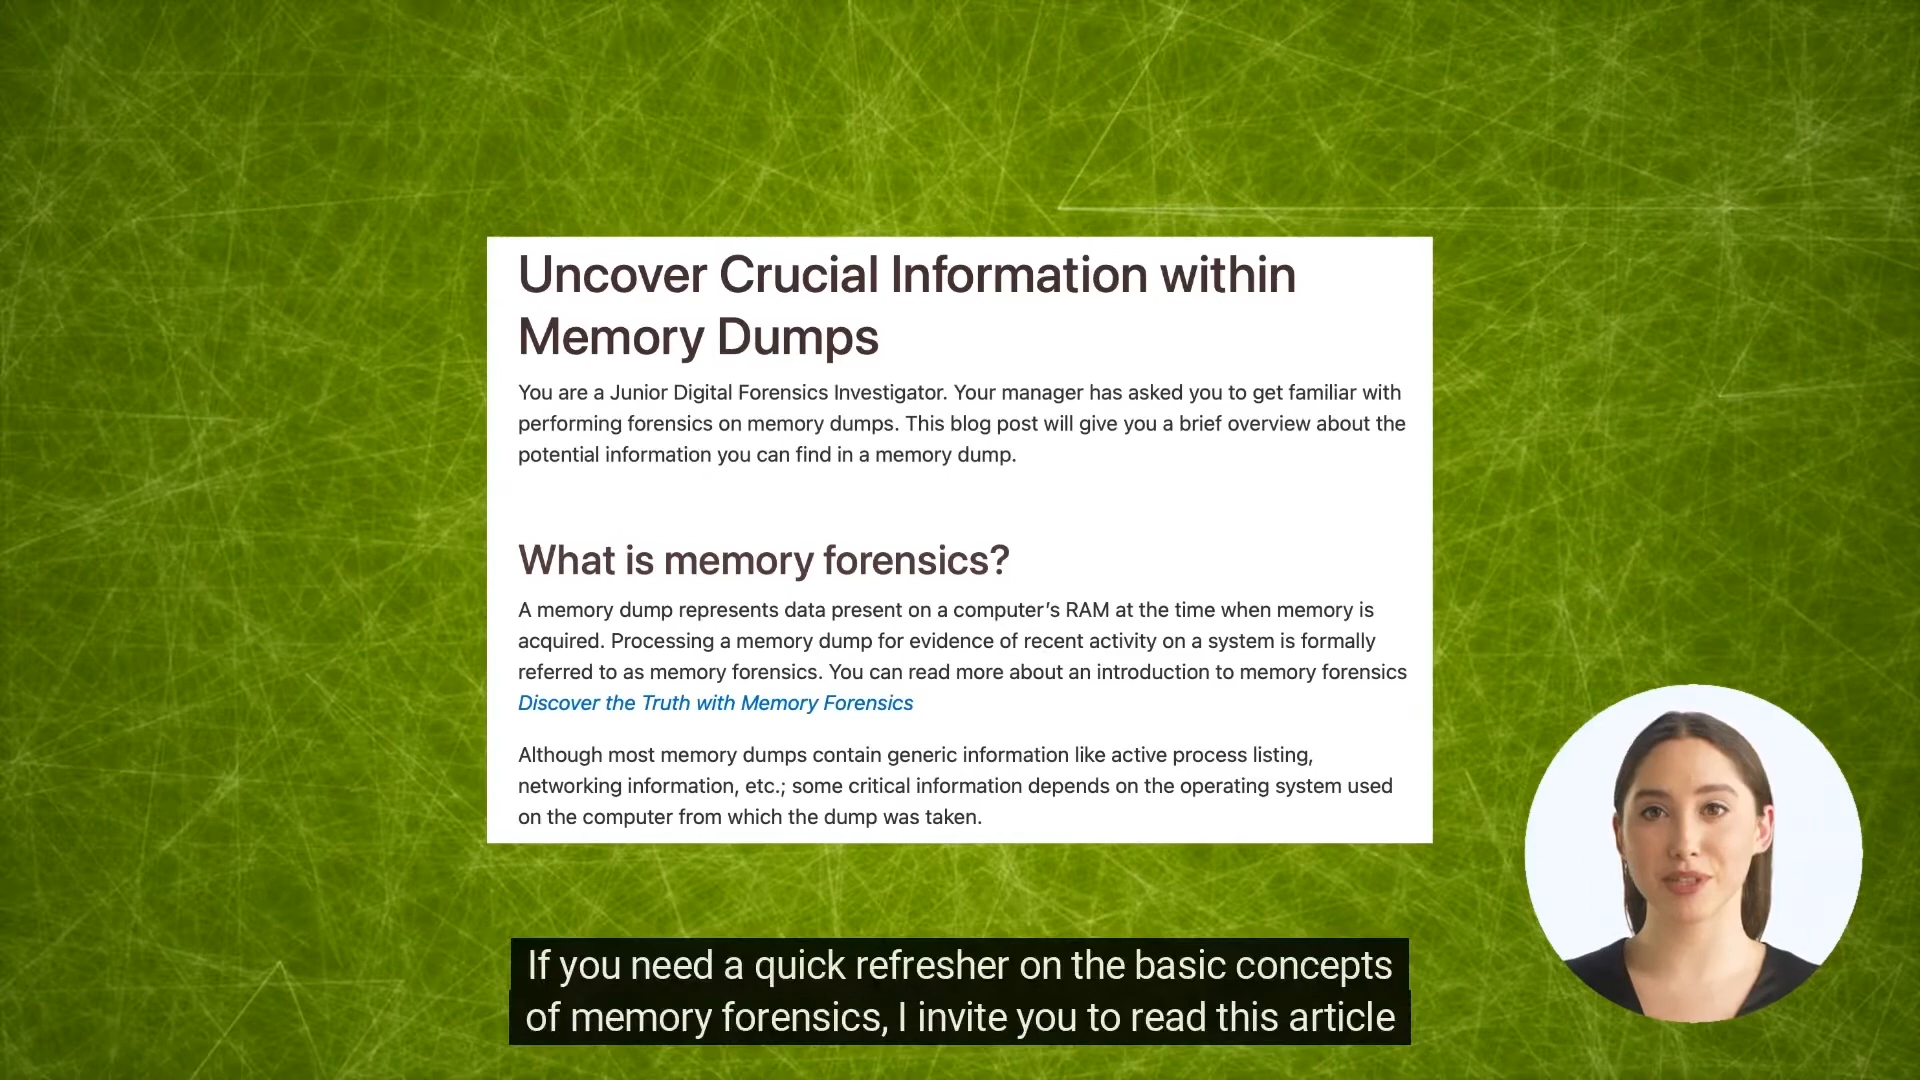 Uncover Crucial Information within
Memory Dumps
You are a Junior Digital Forensics Investigator. Your manager has asked you to get familiar with
performing forensics on memory dumps. This blog post will give you a brief overview about the
potential information you can find in a memory dump.
What is memory forensics?
A memory dump represents data present on a computer’s RAM at the time when memory is
acquired. Processing a memory dump for evidence of recent activity on a system is formally
referred to as memory forensics. You can read more about an introduction to memory forensics
Discover the Truth with Memory Forensics
Although most memory dumps contain generic information like active process listing,
networking information, etc.; some critical information depends on the operating system used
on the computer from which the dump was taken.
If you need a quick refresher on the basic concepts
of memory forensics, I invite you to read this article